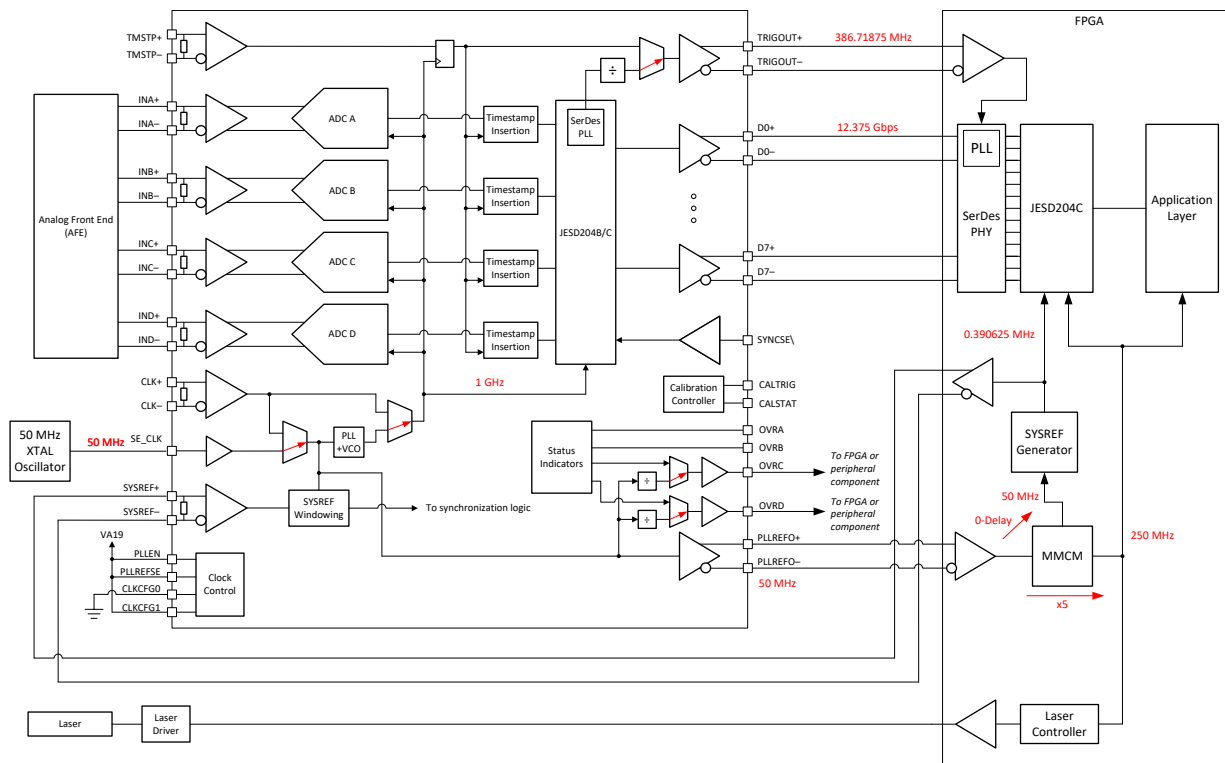 FPGA
TMSTP+
TMSTP–
TRIGOUT+
TRIGOUT–
386.71875 MHz
÷
Analog Front End
(AFE)
INA+
INA–
ADC A
Timestamp
Insertion
SerDes
PLL
D0+
D0–
12.375 Gbps
PLL
INB+
INB–
ADC B
Timestamp
Insertion
JESD204B/C
SerDes
PHY
JESD204C
Application
Layer
INC+
INC–
ADC C
Timestamp
Insertion
D7+
D7–
IND+
IND–
ADC D
Timestamp
Insertion
SYNCSE\
0.390625 MHz
CLK+
CLK–
1 GHz
Calibration
Controller
CALTRIG
CALSTAT
50 MHz
XTAL
Oscillator
50 MHz
SE_CLK
PLL
+VCO
Status
Indicators
OVRA
OVRB
OVRC
OVRD
÷
÷
To FPGA or
peripheral
component
To FPGA or
peripheral
component
SYSREF
Generator
SYSREF+
SYSREF–
SYSREF
Windowing
To synchronization logic
50 MHz
0-Delay
VA19
PLLEN
PLLREFSE
CLKCFG0
CLKCFG1
Clock
Control
PLLREFO+
PLLREFO–
50 MHz
MMCM
250 MHz
x5
Laser
Laser
Driver
Laser
Controller